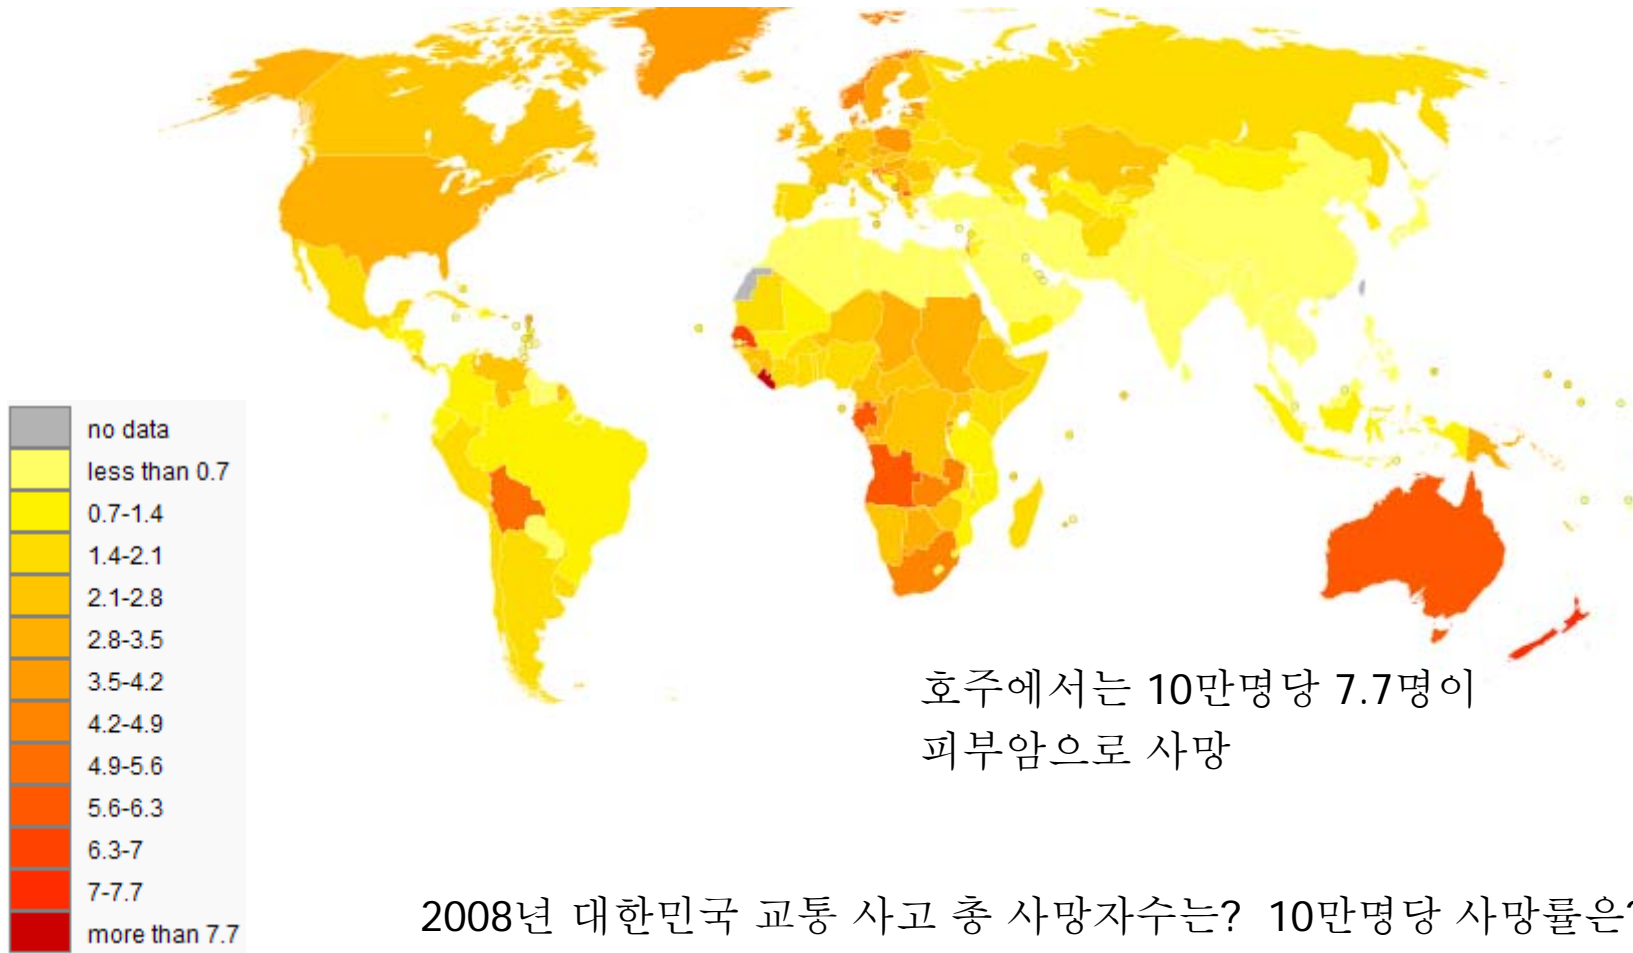 no data
less than 0.7
0.7-1.4
1.4-2.1
2.1-2.8
2.8-3.5
3.5-4.2
4.2-4.9
4.9-5.6
5.6-6.3
6.3-7
7-7.7
more than 7.7
호주에서는 10만명당 7.7명이
피부암으로 사망
2008년 대한민국 교통 사고 총 사망자수는? 10만명당 사망률은?